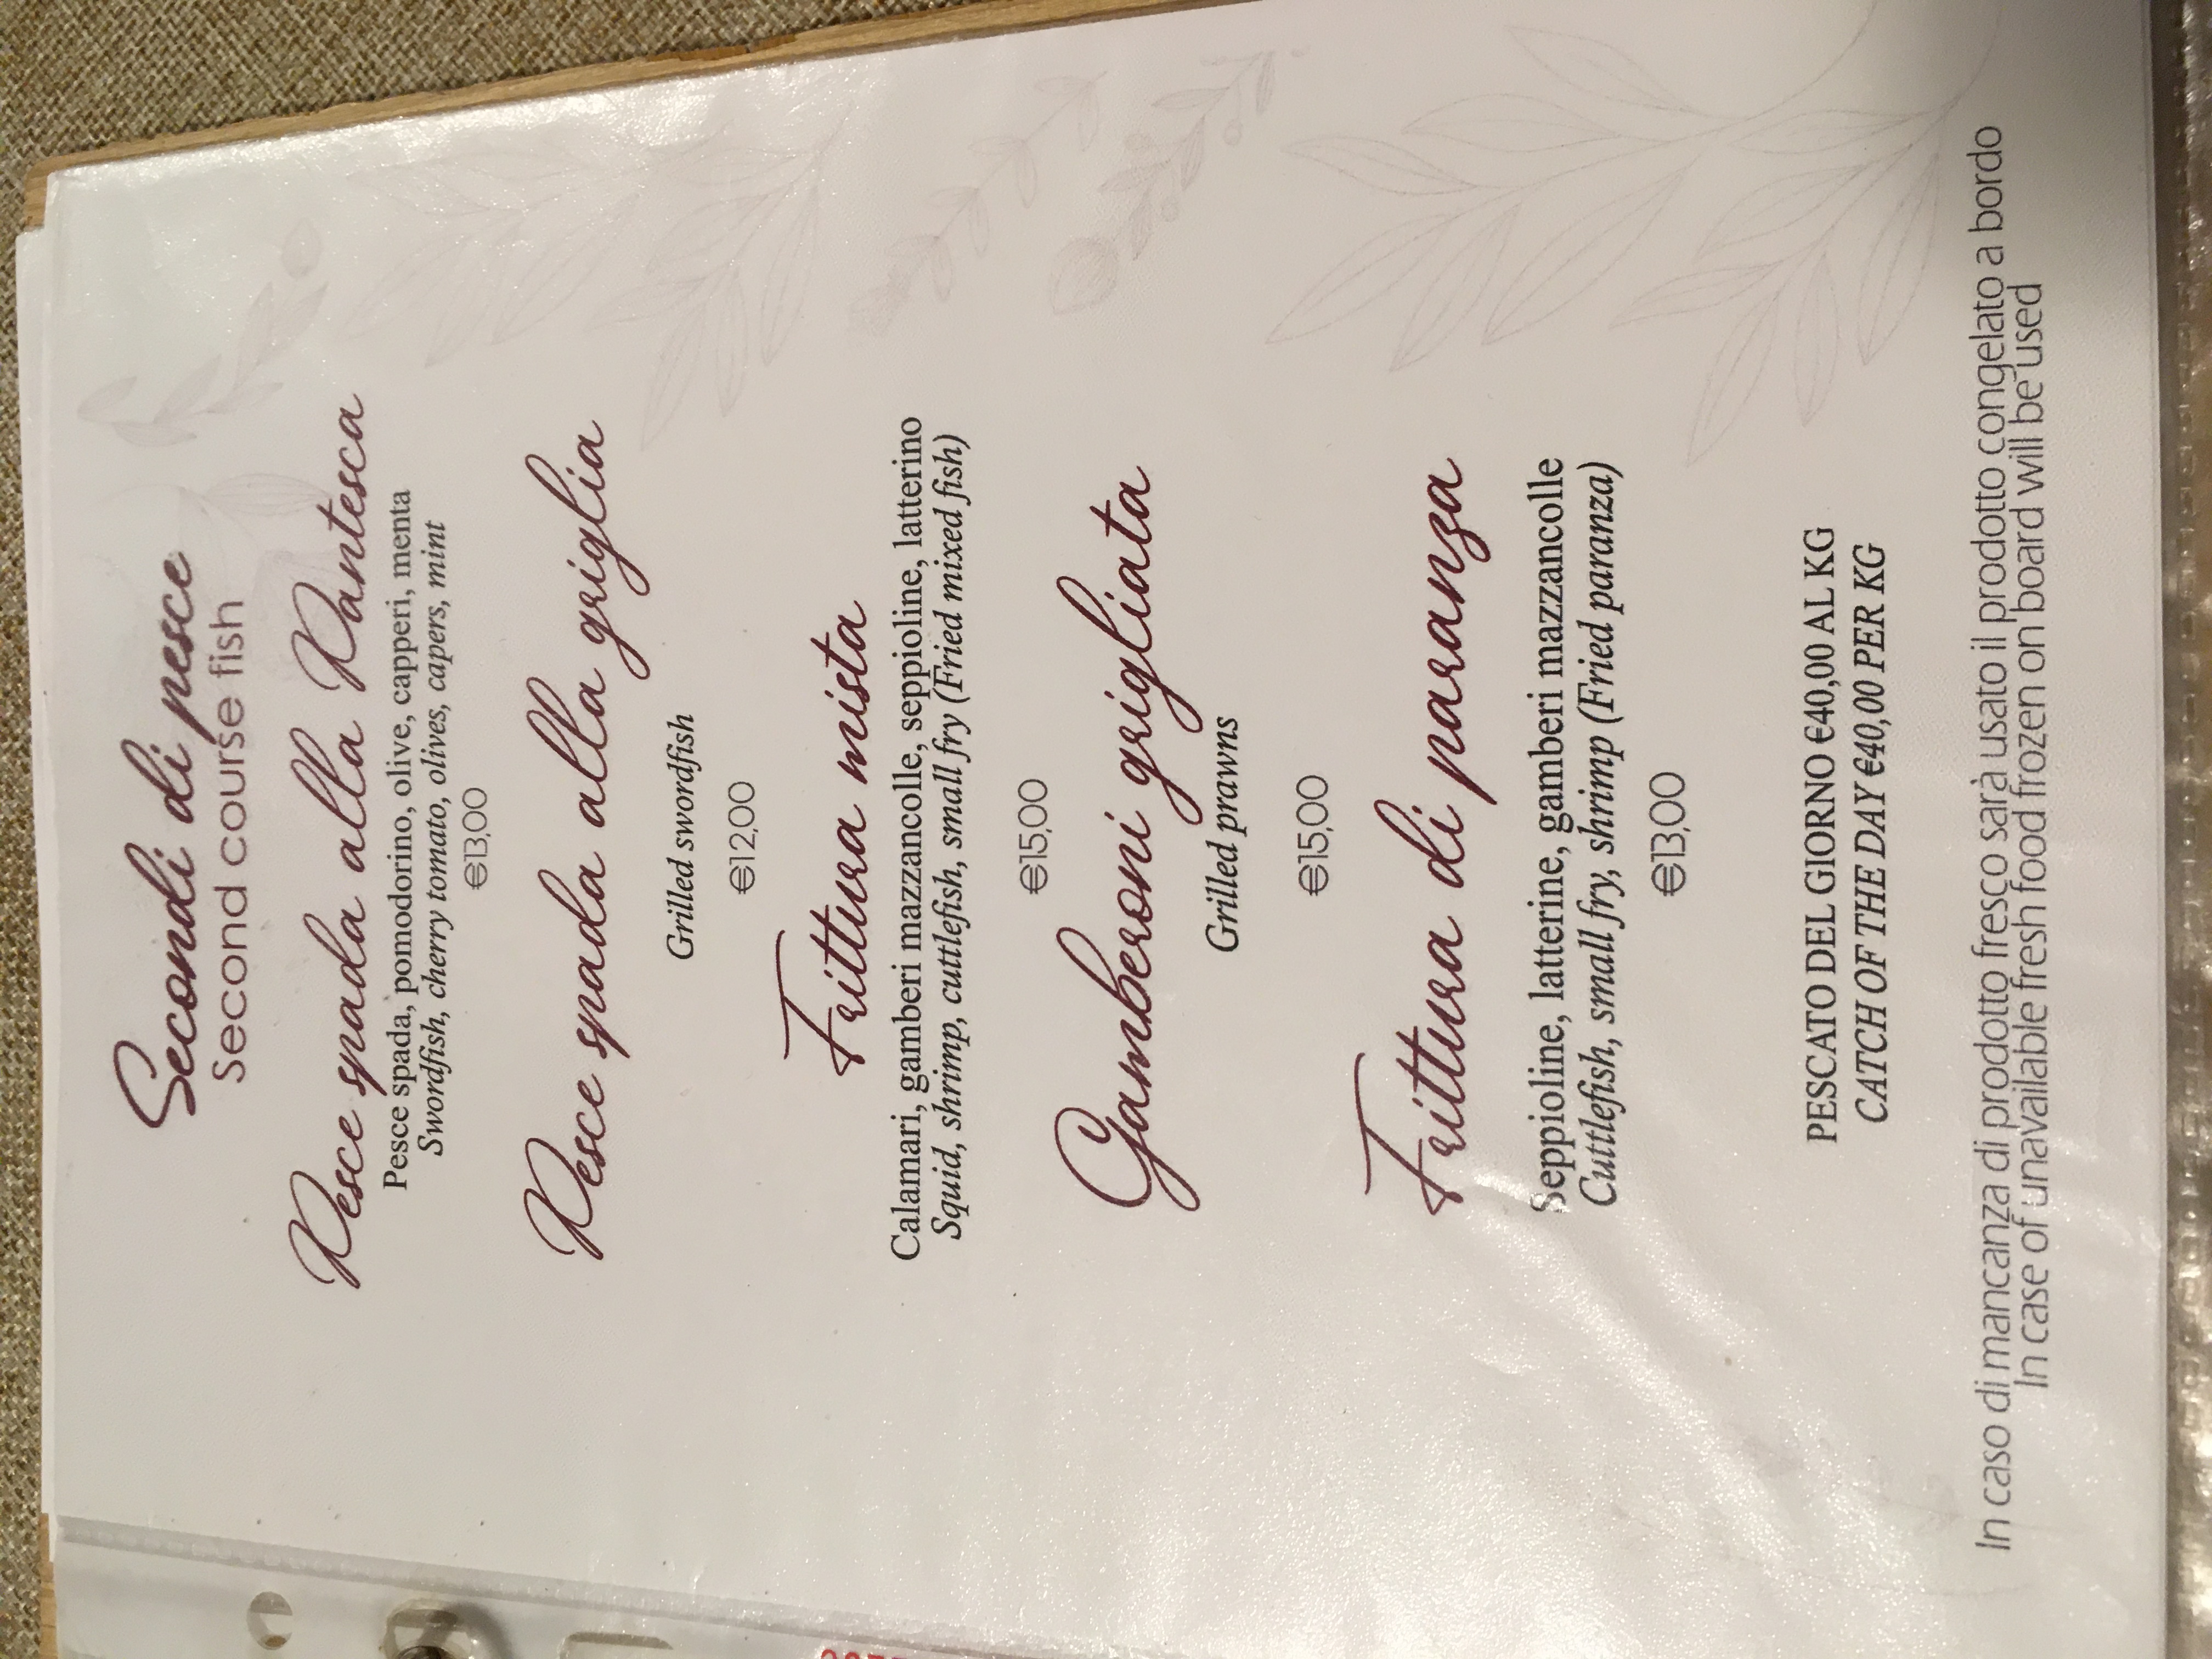 Secondi di pesce
Second course fish
Pesce spada alla Pantesca
Pesce spada, pomodorino, olive, capperi, menta
Swordfish, cherry tomato, olives, capers, mint
€13,00
Pesce spada alla griglia
Grilled swordfish
€12,00
Frittura mista
Calamari, gamberi mazzancolle, seppioline, latterino
Squid, shrimp, cuttlefish, small fry (Fried mixed fish)
€15,00
Gamberoni grigliata
Grilled prawns
€15,00
Frittura di paranza
Seppioline, latterine, gamberi mazzancolle
Cuttlefish, small fry, shrimp (Fried paranza)
€13,00
PESCATO DEL GIORNO €40,00 AL KG
CATCH OF THE DAY €40,00 PER KG
In caso di mancanza di prodotto fresco sarà usato il prodotto congelato a bordo
In case of unavailable fresh food frozen on board will be used